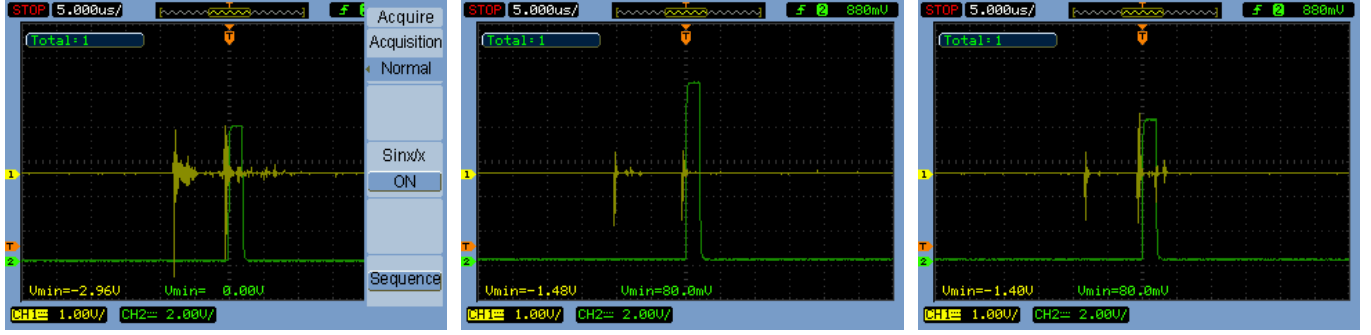 STOP 5.000us/ T f
Acquire
Acquisition
Normal
Sinx/x
ON
Sequence
Total=1
T
1
T
2
Vmin=-2.96V Vmin= 0.00V
CH1 1.00V/ CH2 2.00V/
STOP 5.000us/ T f 2 880mV
Total=1
T
1
T
2
Vmin=-1.48V Vmin=80.0mV
CH1 1.00V/ CH2 2.00V/
STOP 5.000us/ T f 2 880mV
Total=1
T
1
T
2
Vmin=-1.40V Vmin=80.0mV
CH1 1.00V/ CH2 2.00V/